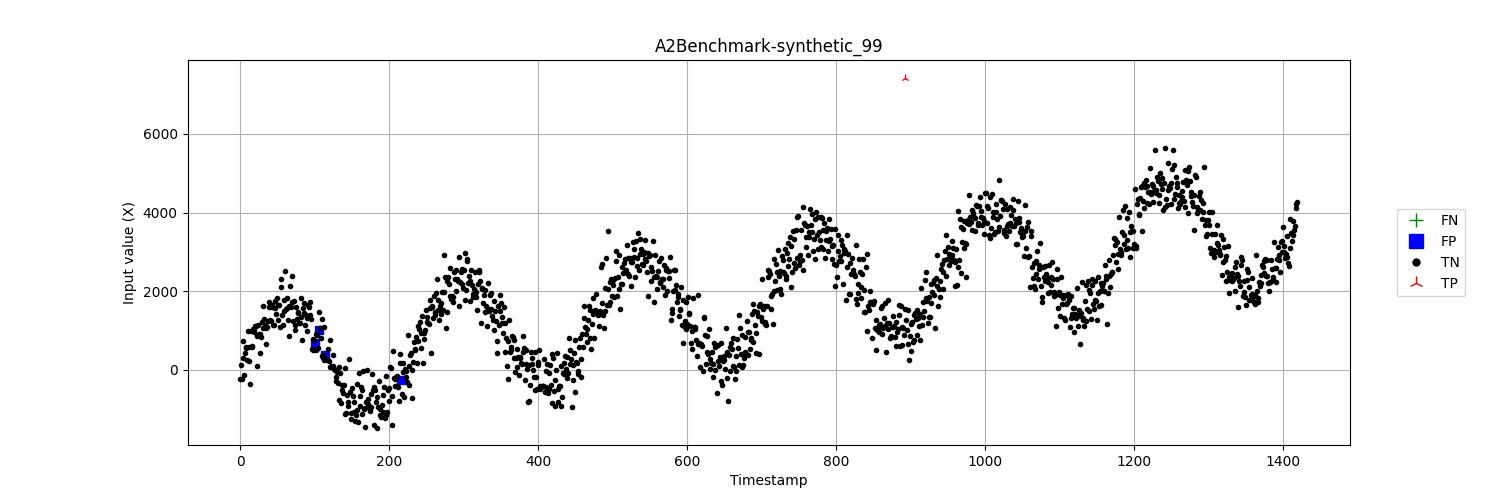 A2Benchmark-synthetic_99
Input value (X)
6000
4000
2000
0
0 200 400 600 800 1000 1200 1400
Timestamp
FN
FP
TN
TP